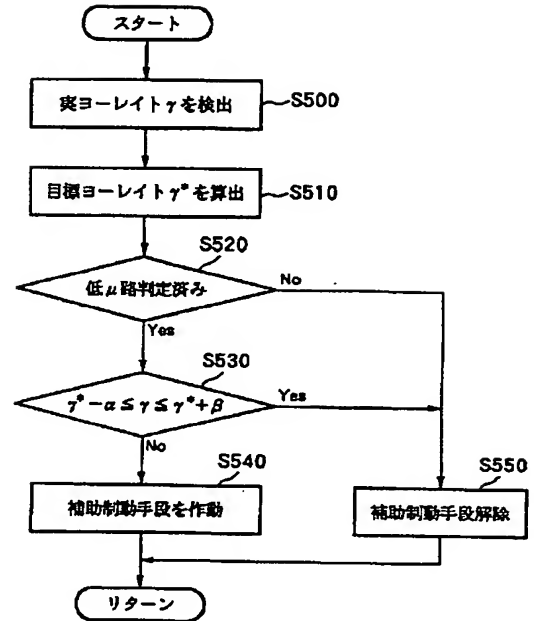 スタート
実ヨーレイトγを検出
S500
目標ヨーレイトγ*を算出
S510
S520
低μ路判定済み
No
Yes
S530
γ*-α≤γ≤γ*+β
Yes
No
S540
補助制動手段を作動
S550
補助制動手段解除
リターン